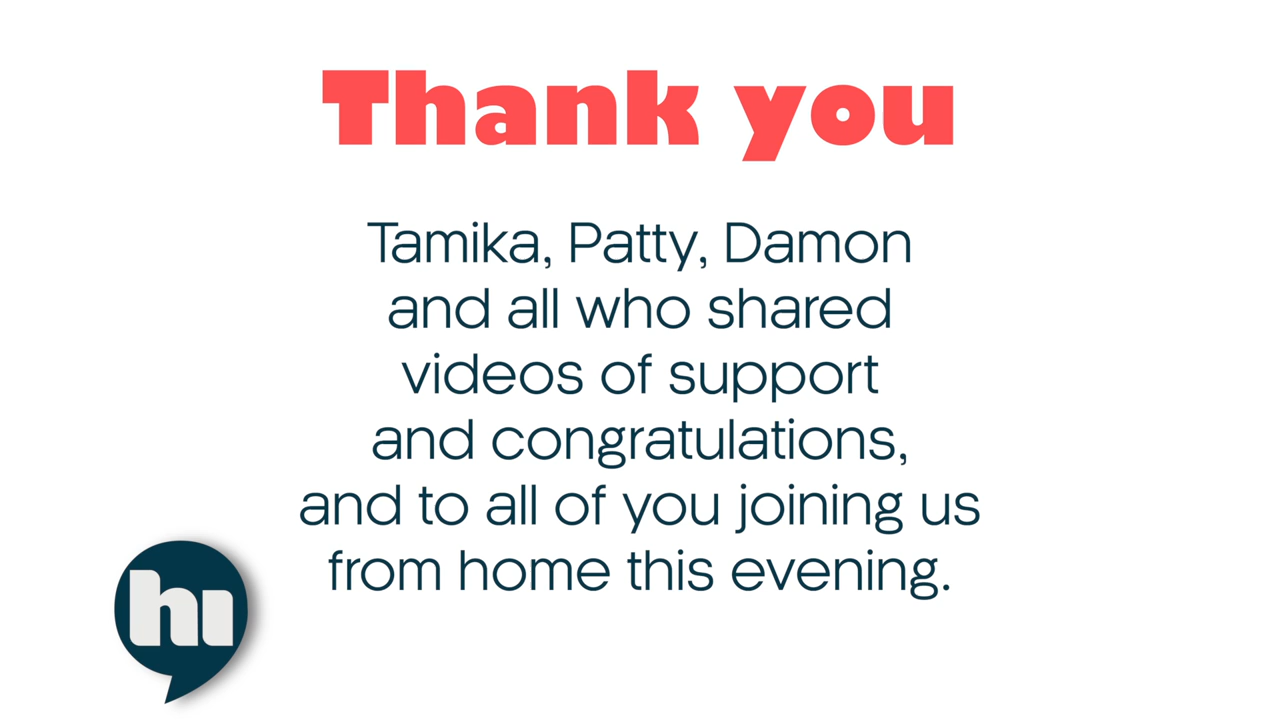 Thank you
Tamika, Patty, Damon
and all who shared
videos of support
and congratulations,
and to all of you joining us
from home this evening.
hi